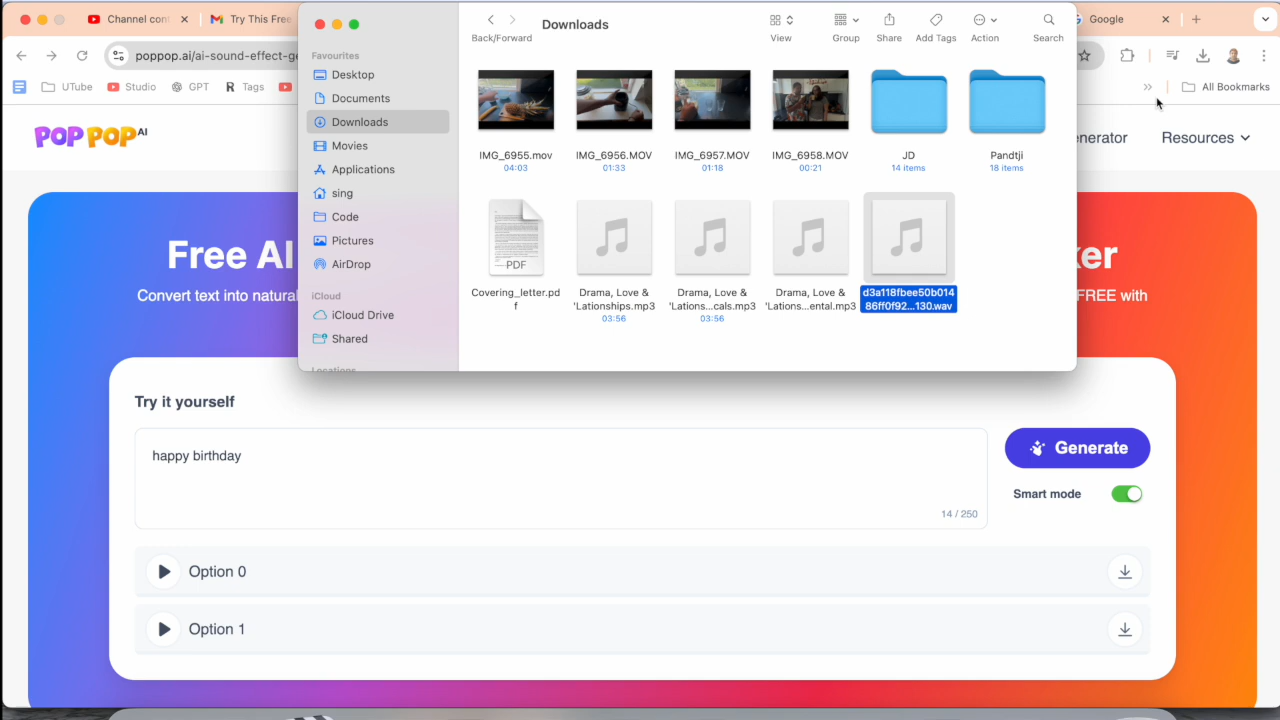 Channel con
Try This Free
Google
poppop.ai/ai-sound-effect-ge
UTube
Studio
GPT
Tags
All Bookmarks
Downloads
Back/Forward
View
Group
Share
Add Tags
Action
Search
Favourites
Desktop
Documents
Downloads
Movies
Applications
sing
Code
Pictures
AirDrop
iCloud
iCloud Drive
Shared
Locations
IMG_6955.mov
04:03
IMG_6956.MOV
01:33
IMG_6957.MOV
01:18
IMG_6958.MOV
00:21
JD
14 items
Pandtji
18 items
PDF
Covering_letter.pd
f
Drama, Love &
'Lationships.mp3
03:56
Drama, Love &
'Lations...cals.mp3
03:56
Drama, Love &
'Lations...ental.mp3
d3a118fbee50b014
86ff0f92...130.wav
POP POP AI
enerator
Resources
Free AI
ker
Convert text into natura
FREE with
Try it yourself
happy birthday
14 / 250
Generate
Smart mode
Option 0
Option 1